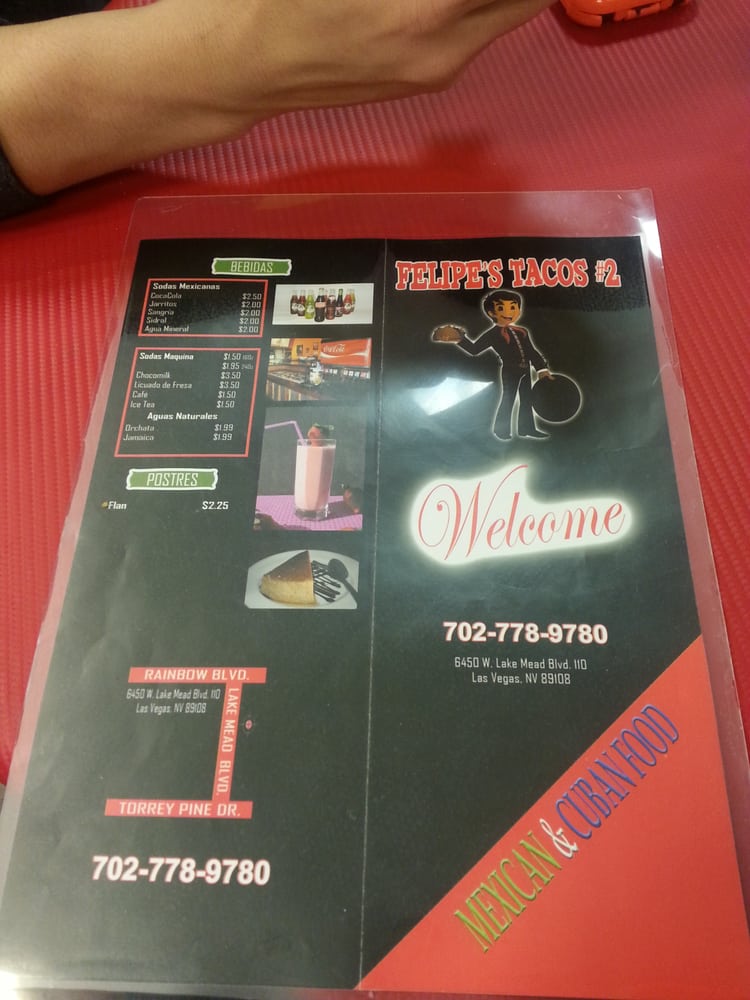 BEBIDAS
Sodas Mexicanas
CocaCola $2.50
Jarritos $2.00
Sangria $2.00
Sidral $2.00
Agua Mineral $2.00
Sodas Maquina $1.50
$1.95
Chocomilk $3.50
Licuado de Fresa $3.50
Café $1.50
Ice Tea $1.50
Aguas Naturales
Orchata $1.99
Jamaica $1.99
POSTRES
Flan $2.25
RAINBOW BLVD.
6450 W. Lake Mead Blvd. 110
Las Vegas, NV 89108
LAKE MEAD BLVD.
TORREY PINE DR.
702-778-9780
FELIPE'S TACOS #2
Welcome
702-778-9780
6450 W. Lake Mead Blvd. 110
Las Vegas, NV 89108
MEXICAN & CUBAN FOOD